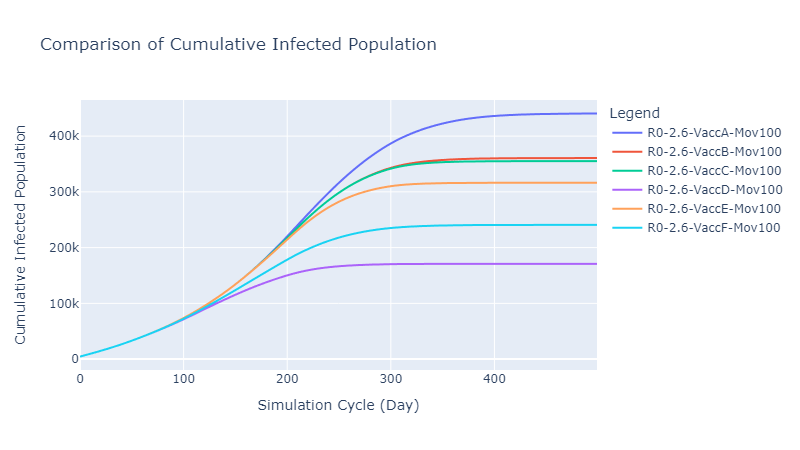 Comparison of Cumulative Infected Population
Cumulative Infected Population
400k
300k
200k
100k
0
0 100 200 300 400
Simulation Cycle (Day)
Legend
R0-2.6-VaccA-Mov100
R0-2.6-VaccB-Mov100
R0-2.6-VaccC-Mov100
R0-2.6-VaccD-Mov100
R0-2.6-VaccE-Mov100
R0-2.6-VaccF-Mov100